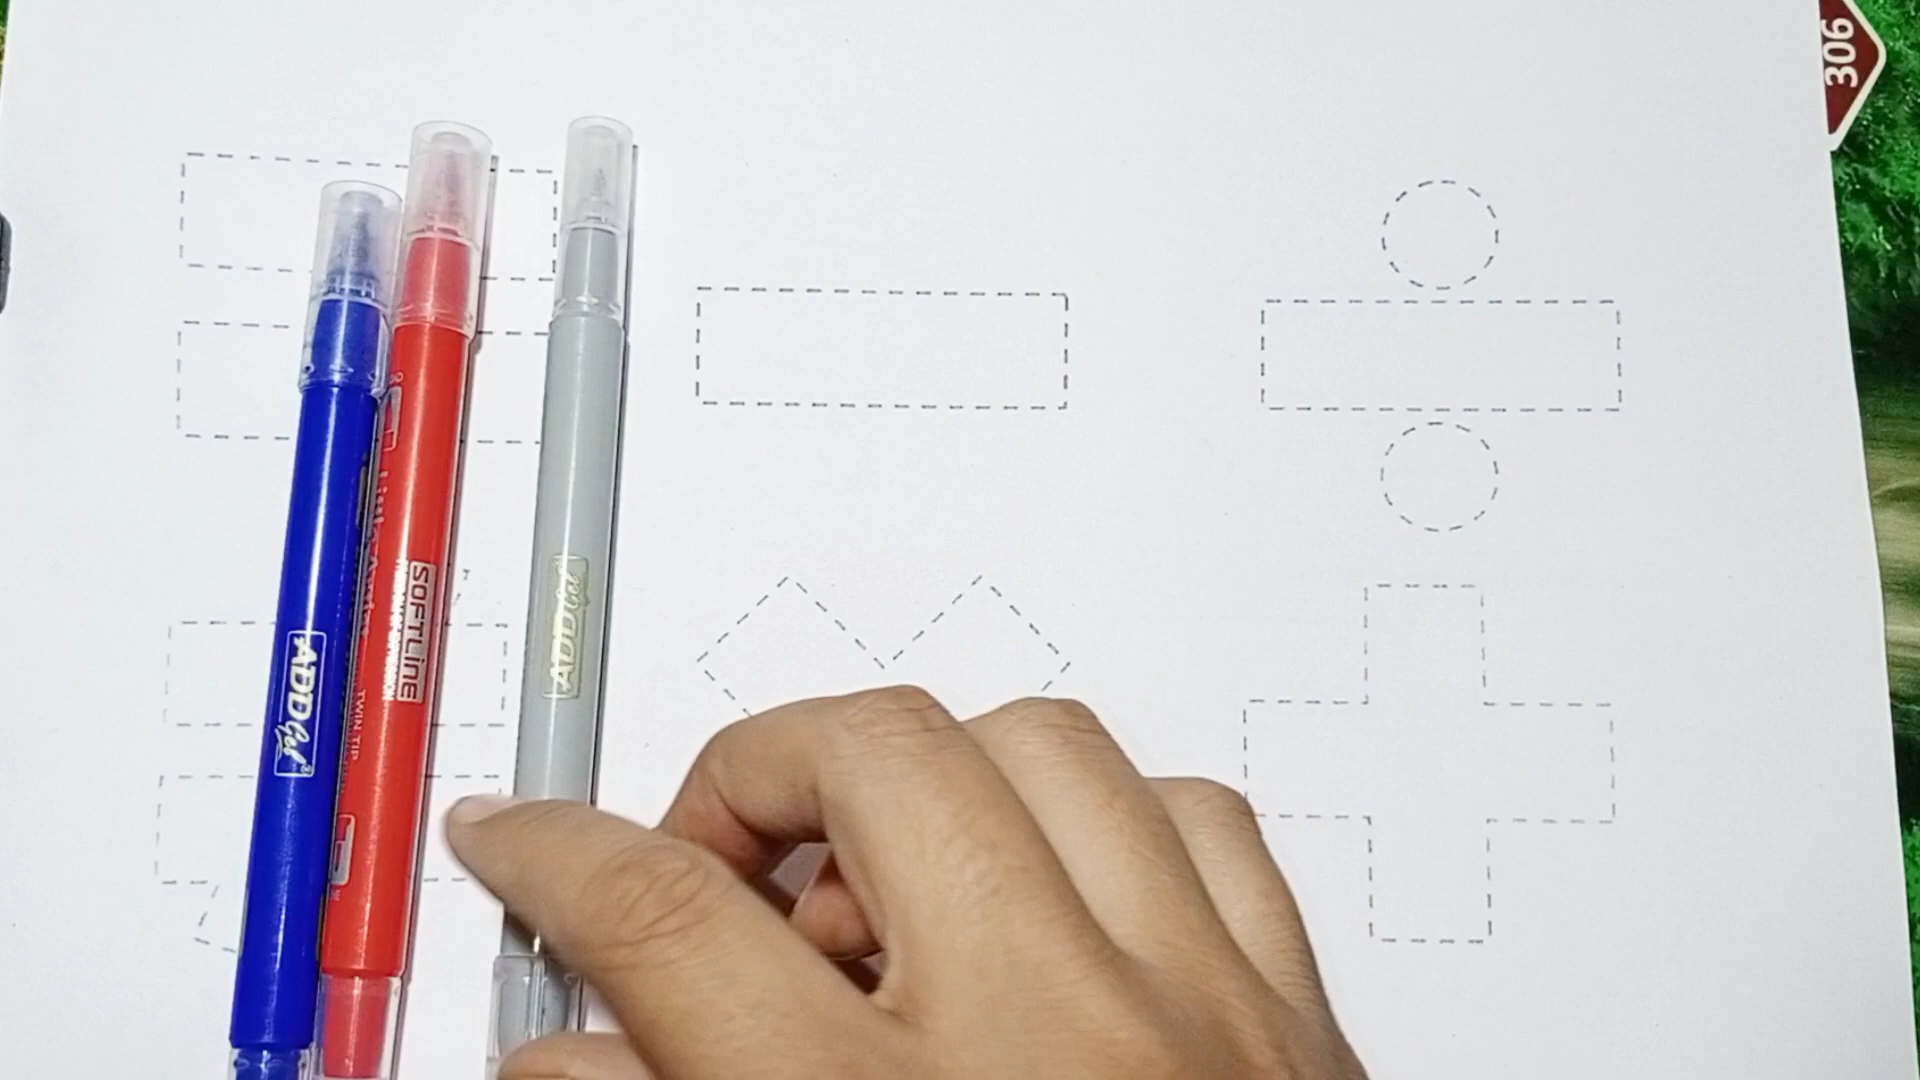 306
ADD Gel
SOFTLINE
TWIN TIP
ADD Gel